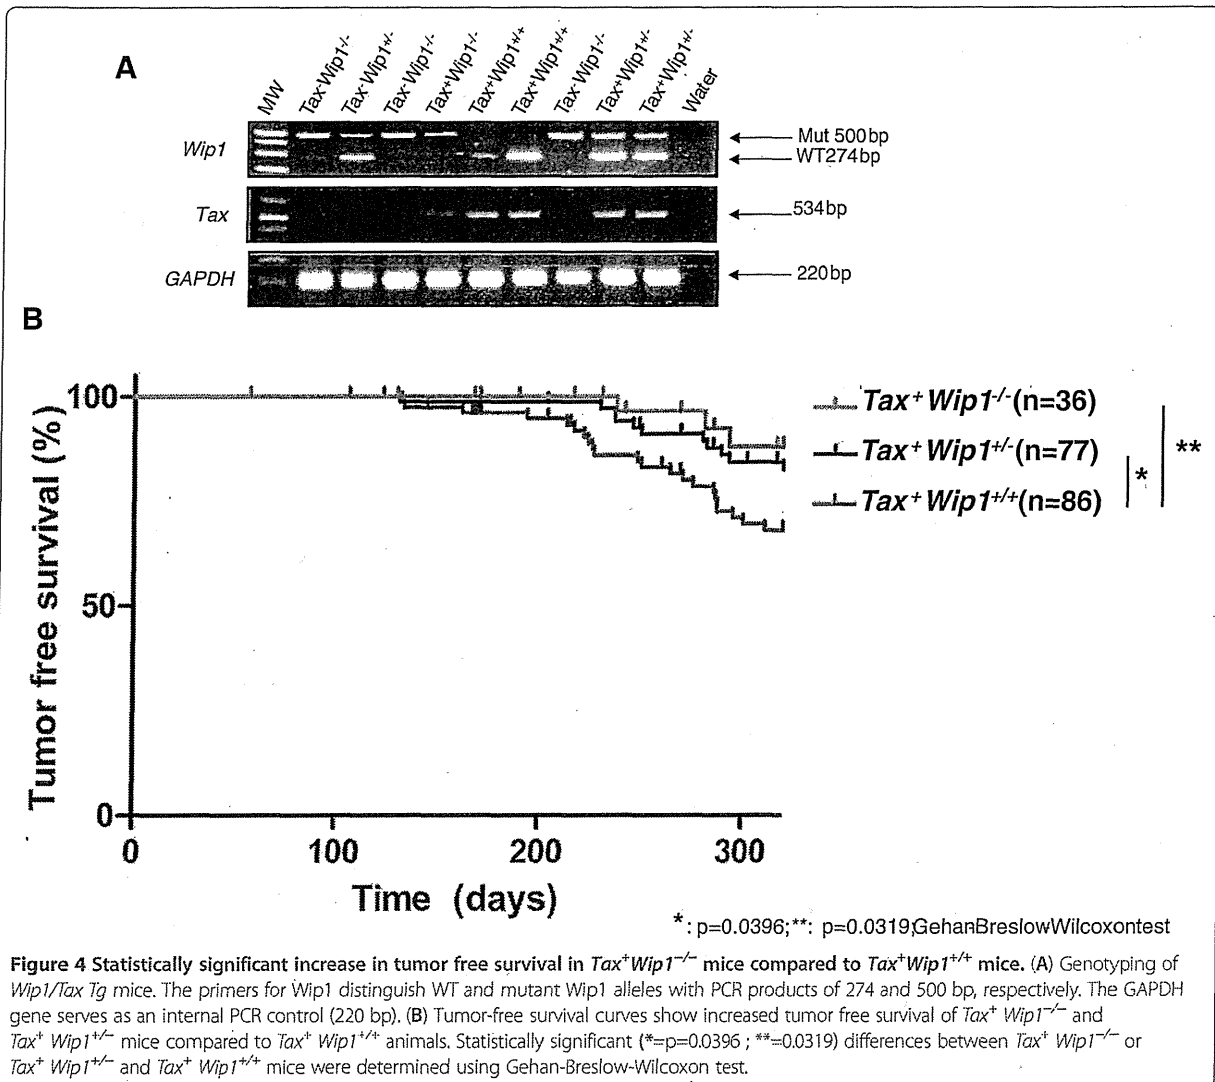 A
MW
Tax⁻Wip1⁻/⁻
Tax⁻Wip1⁺/⁻
Tax⁻Wip1⁻/⁻
Tax⁺Wip1⁻/⁻
Tax⁺Wip1⁺/⁺
Tax⁺Wip1⁺/⁺
Tax⁻Wip1⁻/⁻
Tax⁺Wip1⁺/⁻
Tax⁺Wip1⁺/⁻
Water
Wip1
Mut 500bp
WT274bp
Tax
534bp
GAPDH
220bp
B
Tumor free survival (%)
100
50
0
0 100 200 300
Time (days)
Tax⁺Wip1⁻/⁻(n=36)
Tax⁺Wip1⁺/⁻(n=77)
Tax⁺Wip1⁺/⁺(n=86)
*
**
*: p=0.0396;**: p=0.0319;GehanBreslowWilcoxontest
Figure 4 Statistically significant increase in tumor free survival in Tax⁺Wip1⁻/⁻ mice compared to Tax⁺Wip1⁺/⁺ mice. (A) Genotyping of
Wip1/Tax Tg mice. The primers for Wip1 distinguish WT and mutant Wip1 alleles with PCR products of 274 and 500 bp, respectively. The GAPDH
gene serves as an internal PCR control (220 bp). (B) Tumor-free survival curves show increased tumor free survival of Tax⁺ Wip1⁻/⁻ and
Tax⁺ Wip1⁺/⁻ mice compared to Tax⁺ Wip1⁺/⁺ animals. Statistically significant (*=p=0.0396 ; **=0.0319) differences between Tax⁺ Wip1⁻/⁻ or
Tax⁺ Wip1⁺/⁻ and Tax⁺ Wip1⁺/⁺ mice were determined using Gehan-Breslow-Wilcoxon test.